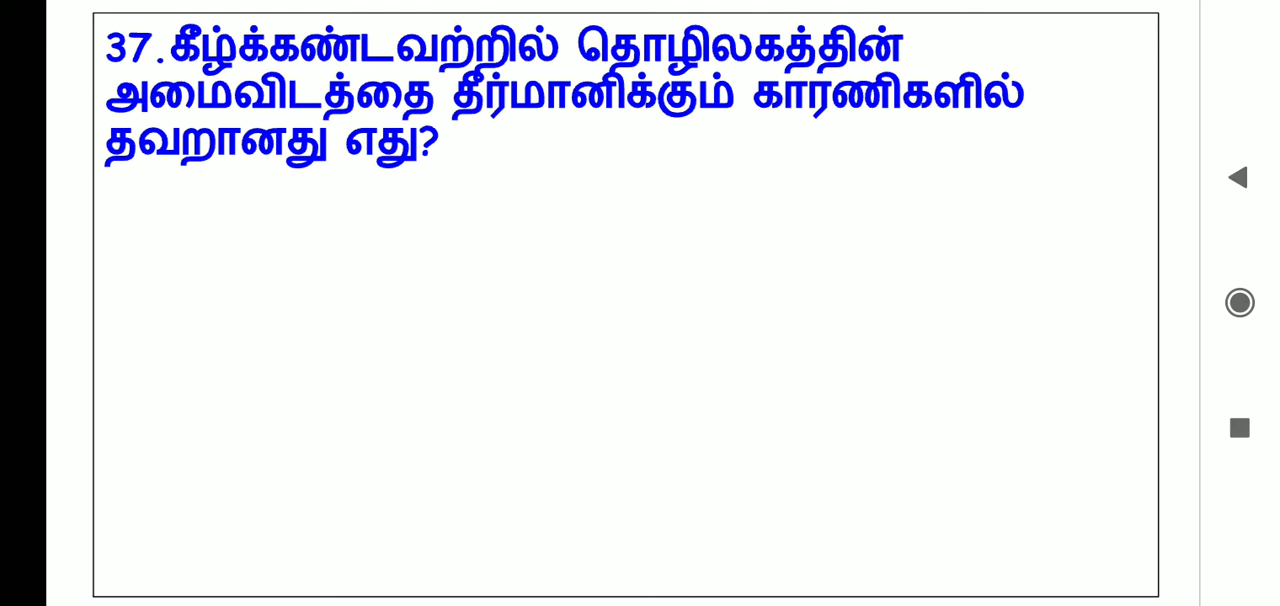 37.கீழ்க்கண்டவற்றில் தொழிலகத்தின்
அமைவிடத்தை தீர்மானிக்கும் காரணிகளில்
தவறானது எது?